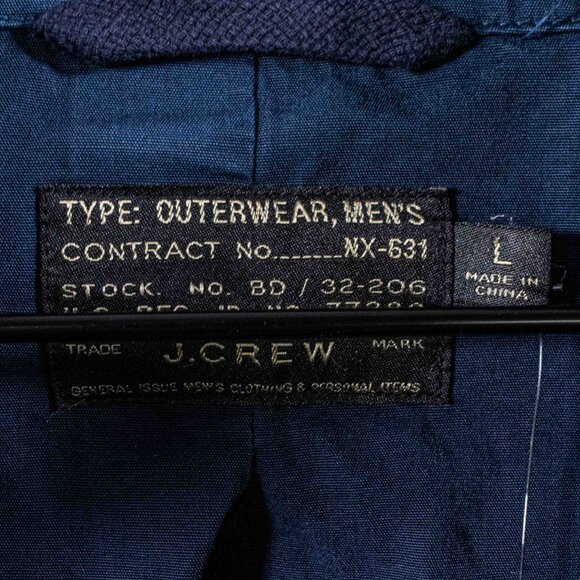 TYPE: OUTERWEAR, MEN'S
CONTRACT No.......NX-631
STOCK. NO. BD / 32-206
TRADE J.CREW MARK
GENERAL ISSUE MEN'S CLOTHING & PERSONAL ITEMS
L
MADE IN
CHINA